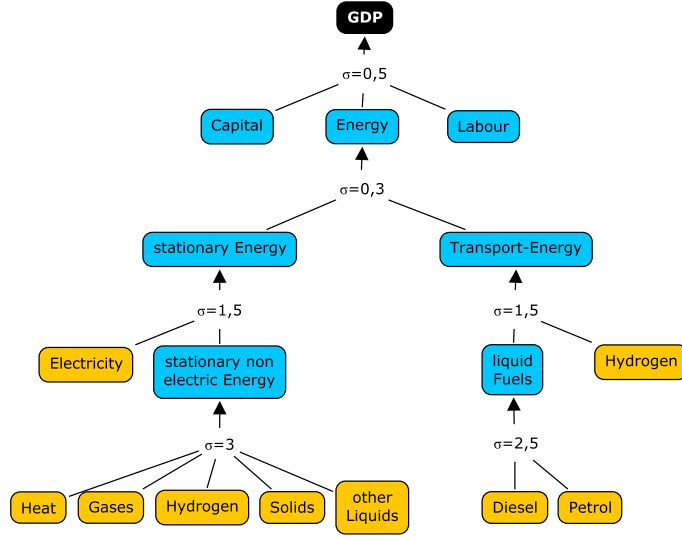 GDP
σ=0,5
Capital
Energy
Labour
σ=0,3
stationary Energy
Transport-Energy
σ=1,5
σ=1,5
Electricity
stationary non
electric Energy
liquid
Fuels
Hydrogen
σ=3
σ=2,5
Heat
Gases
Hydrogen
Solids
other
Liquids
Diesel
Petrol